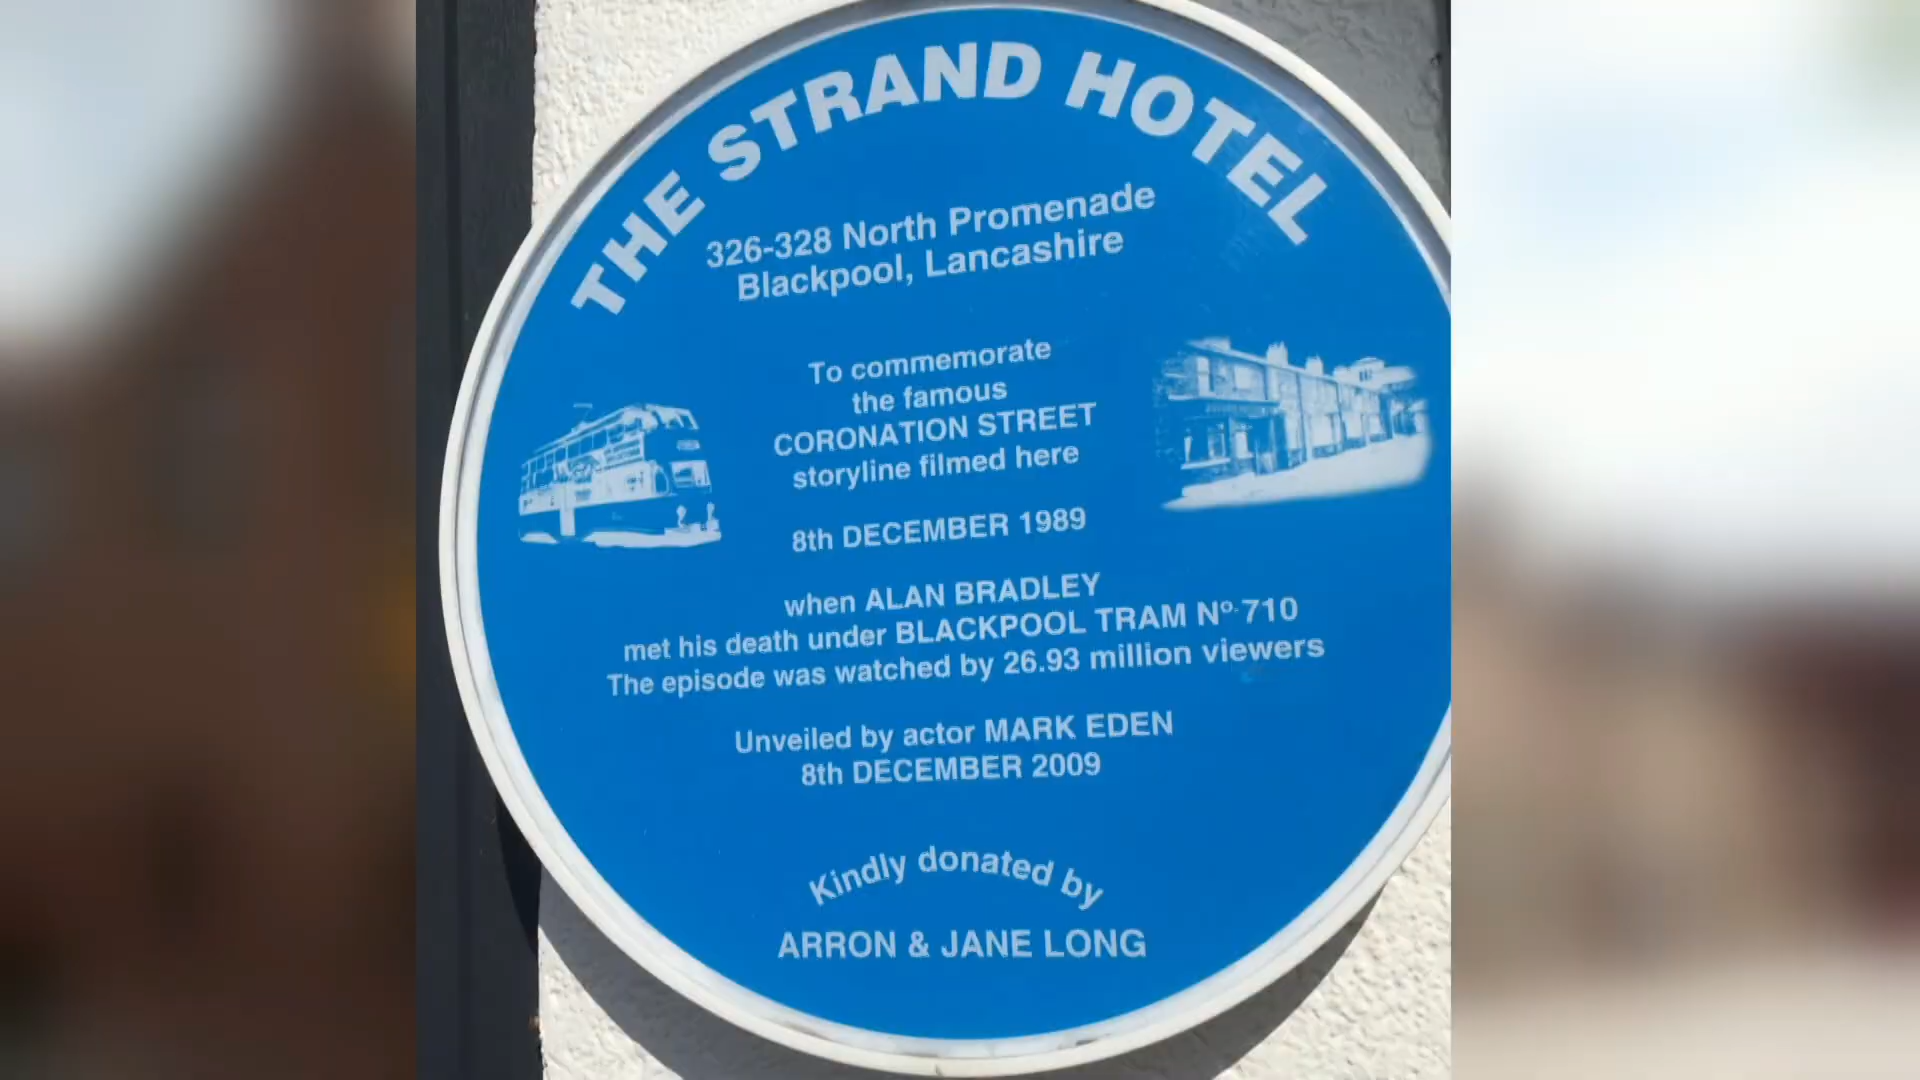 THE STRAND HOTEL
326-328 North Promenade
Blackpool, Lancashire
To commemorate
the famous
CORONATION STREET
storyline filmed here
8th DECEMBER 1989
when ALAN BRADLEY
met his death under BLACKPOOL TRAM Nº· 710
The episode was watched by 26.93 million viewers
Unveiled by actor MARK EDEN
8th DECEMBER 2009
Kindly donated by
ARRON & JANE LONG